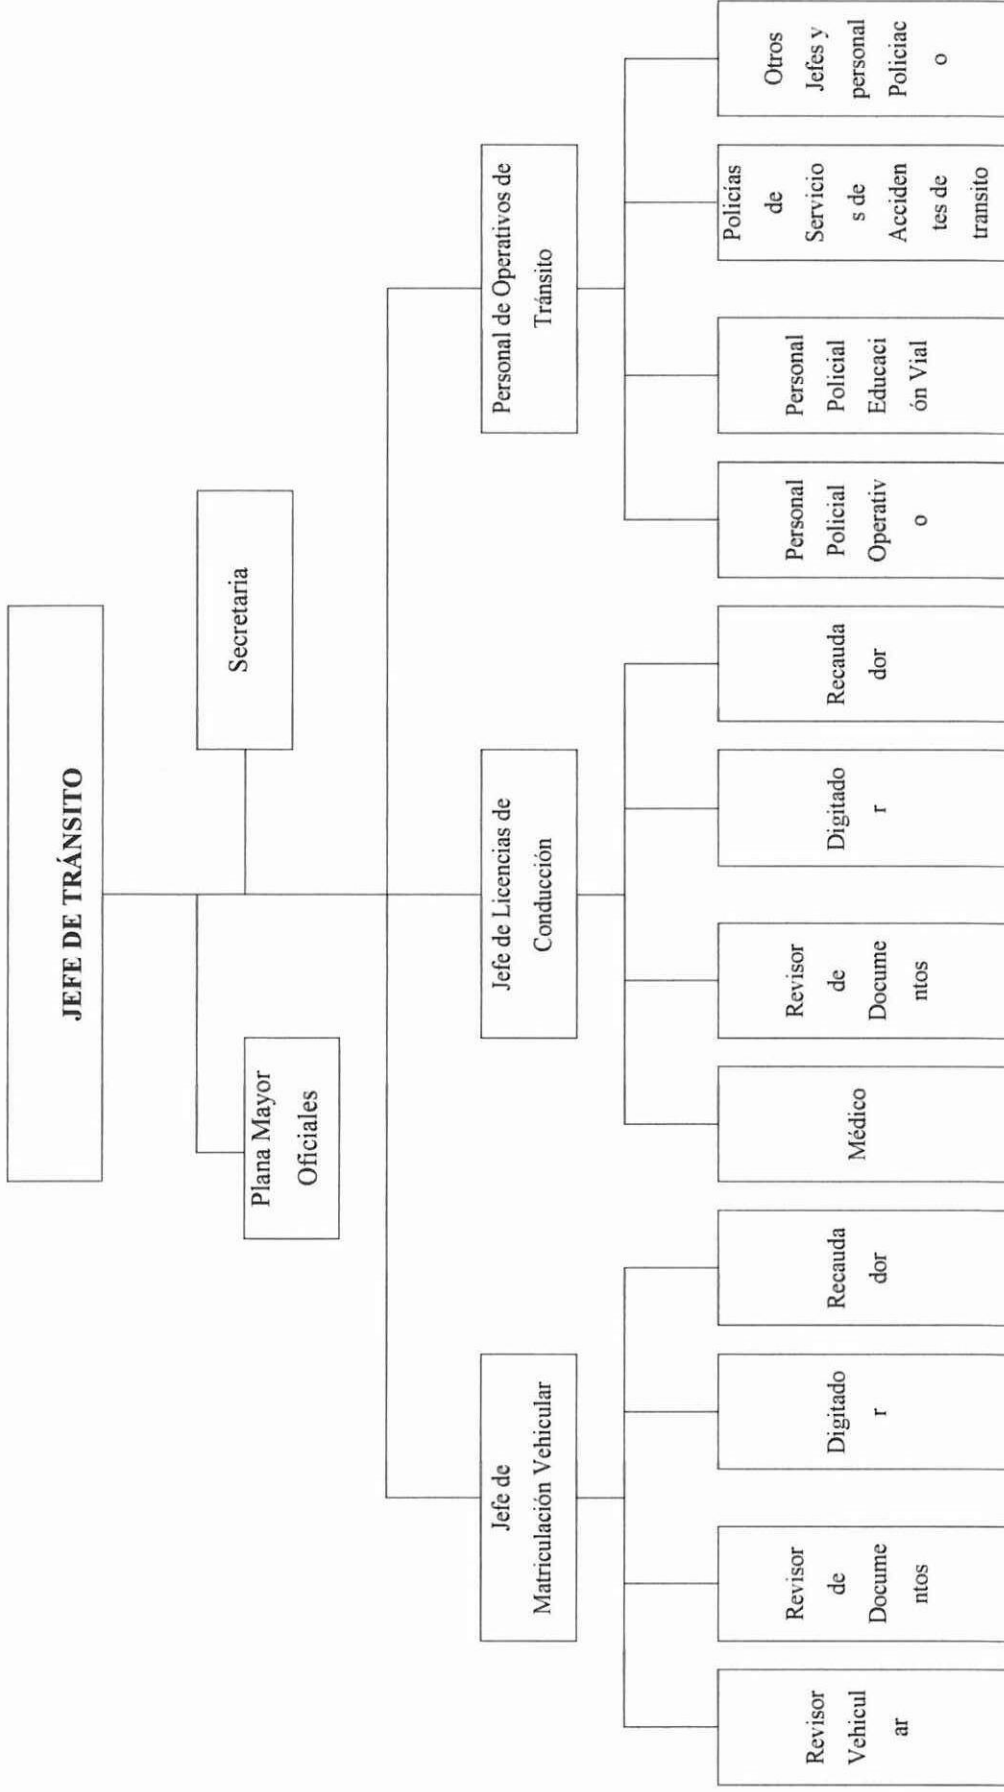 JEFE DE TRÁNSITO
Secretaria
Plana Mayor
Oficiales
Jefe de
Matriculación Vehicular
Jefe de Licencias de
Conducción
Personal de Operativos de
Tránsito
Revisor
Vehicul
ar
Revisor
de
Docume
ntos
Digitado
r
Recauda
dor
Médico
Revisor
de
Docume
ntos
Digitado
r
Recauda
dor
Personal
Policial
Operativ
o
Personal
Policial
Educaci
ón Vial
Policías
de
Servicio
s de
Acciden
tes de
transito
Otros
Jefes y
personal
Policiac
o